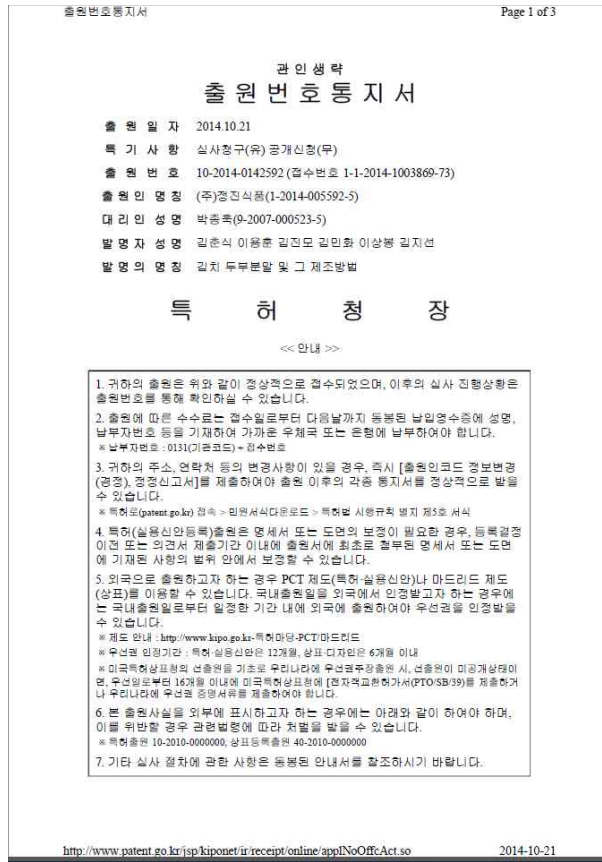 출원번호통지서 Page 1 of 3
관 인 생 략
출 원 번 호 통 지 서
출 원 일 자 2014.10.21
특 기 사 항 심사청구(유) 공개신청(무)
출 원 번 호 10-2014-0142592 (접수번호 1-1-2014-1003869-73)
출 원 인 명 칭 (주)정진식품(1-2014-005592-5)
대 리 인 성 명 박종훅(9-2007-000523-5)
발 명 자 성 명 김춘식 이용훈 김진모 김민화 이상봉 김지선
발 명 의 명 칭 김치 두부분말 및 그 제조방법
특 허 청 장
<< 안내 >>
1. 귀하의 출원은 위와 같이 정상적으로 접수되었으며, 이후의 심사 진행상황은
출원번호를 통해 확인하실 수 있습니다.
2. 출원에 따른 수수료는 접수일로부터 다음날까지 동봉된 납입영수증에 성명,
납부자번호 등을 기재하여 가까운 우체국 또는 은행에 납부하여야 합니다.
※ 납부자번호 : 0131(기관코드) + 접수번호
3. 귀하의 주소, 연락처 등의 변경사항이 있을 경우, 즉시 [출원인코드 정보변경
(경정), 정정신고서]를 제출하여야 출원 이후의 각종 통지서를 정상적으로 받을
수 있습니다.
※ 특허로(patent.go.kr) 접속 > 민원서식다운로드 > 특허법 시행규칙 별지 제5호 서식
4. 특허(실용신안등록)출원은 명세서 또는 도면의 보정이 필요한 경우, 등록결정
이전 또는 의견서 제출기간 이내에 출원서에 최초로 첨부된 명세서 또는 도면
에 기재된 사항의 범위 안에서 보정할 수 있습니다.
5. 외국으로 출원하고자 하는 경우 PCT 제도(특허·실용신안)나 마드리드 제도
(상표)를 이용할 수 있습니다. 국내출원일을 외국에서 인정받고자 하는 경우에
는 국내출원일로부터 일정한 기간 내에 외국에 출원하여야 우선권을 인정받을
수 있습니다.
※ 제도 안내 : http://www.kipo.go.kr-특허마당-PCT/마드리드
※ 우선권 인정기간 : 특허·실용신안은 12개월, 상표·디자인은 6개월 이내
※ 미국특허상표청의 선출원을 기초로 우리나라에 우선권주장출원 시, 선출원이 미공개상태이
면, 우선일로부터 16개월 이내에 미국특허상표청에 [전자적교환허가서(PTO/SB/39)를 제출하거
나 우리나라에 우선권 증명서류를 제출하여야 합니다.
6. 본 출원사실을 외부에 표시하고자 하는 경우에는 아래와 같이 하여야 하며,
이를 위반할 경우 관련법령에 따라 처벌을 받을 수 있습니다.
※ 특허출원 10-2010-0000000, 상표등록출원 40-2010-0000000
7. 기타 심사 절차에 관한 사항은 동봉된 안내서를 참조하시기 바랍니다.
http://www.patent.go.kr/jsp/kiponet/ir/receipt/online/applNoOffcAct.so 2014-10-21